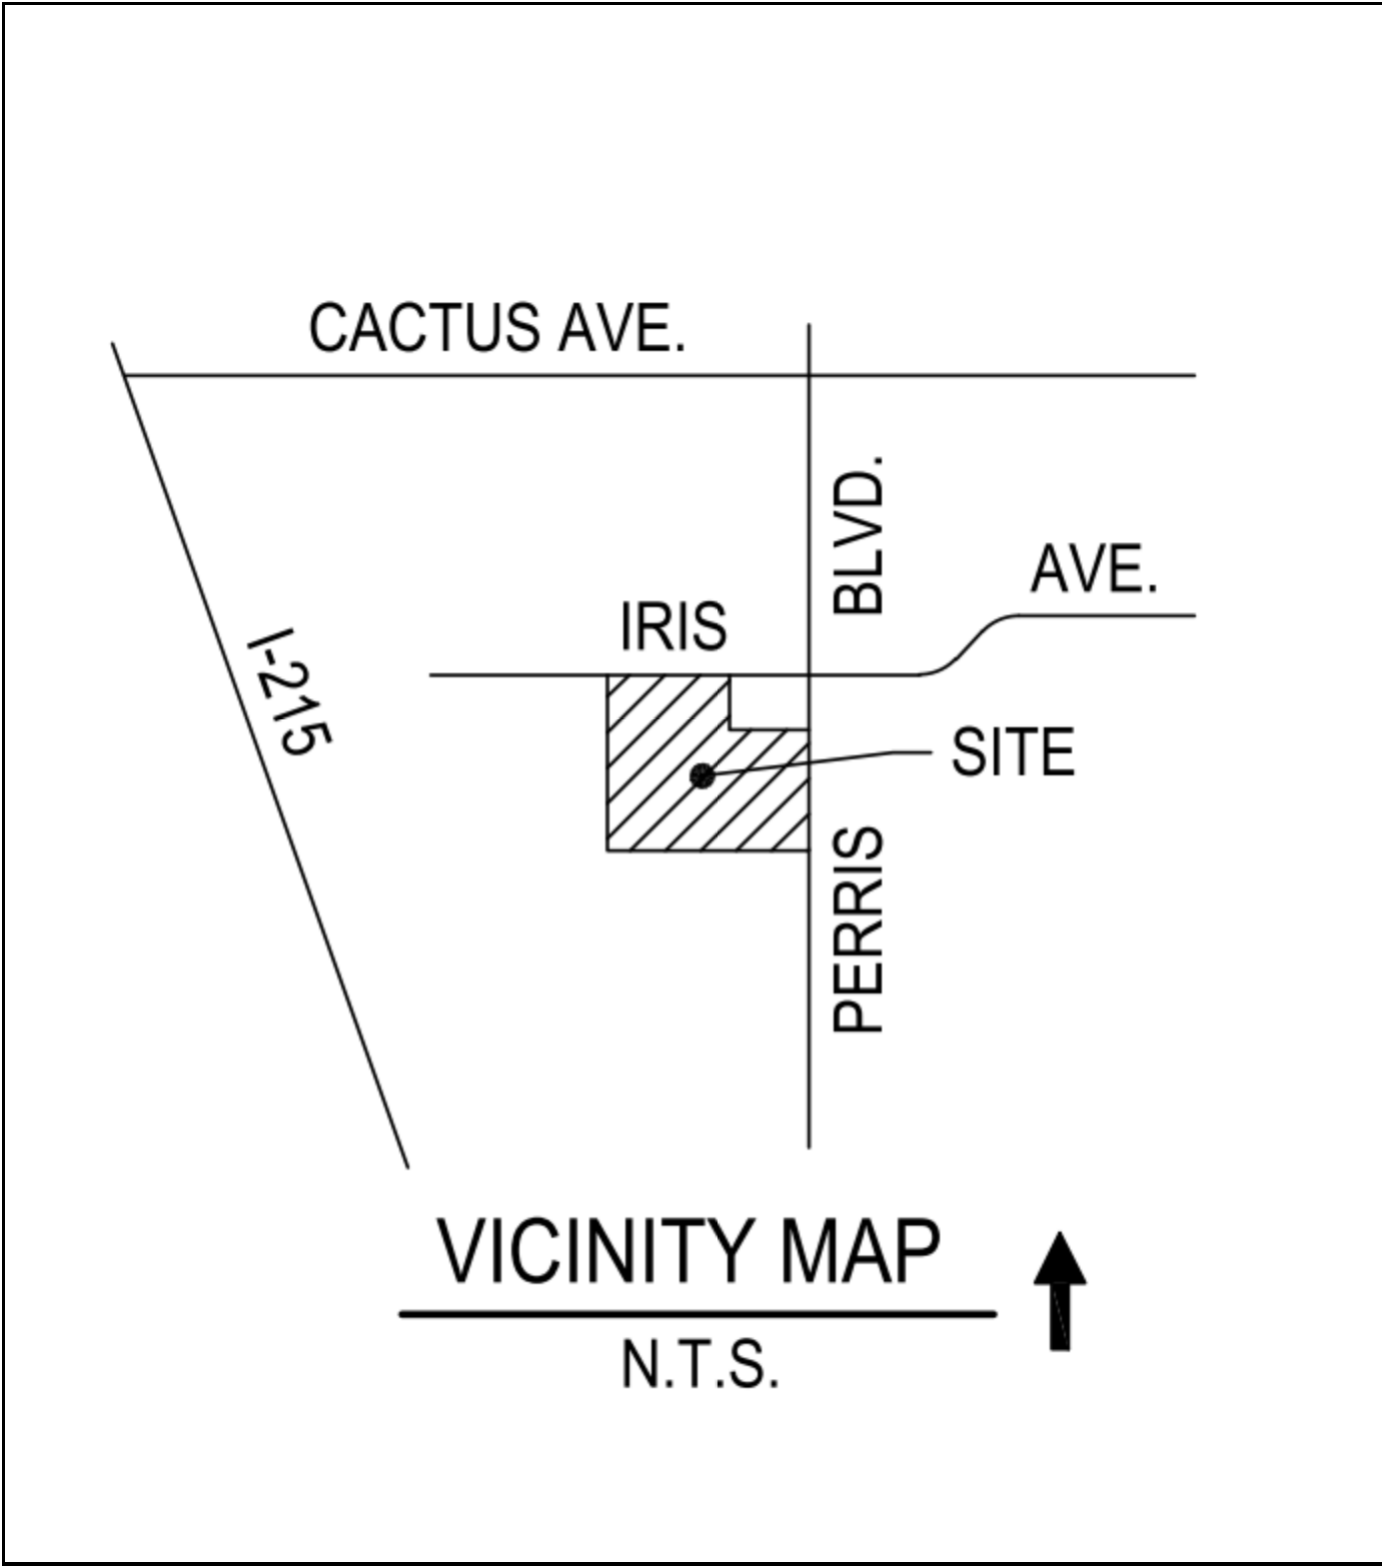 CACTUS AVE.
BLVD.
AVE.
IRIS
I-215
SITE
PERRIS
VICINITY MAP
N.T.S.